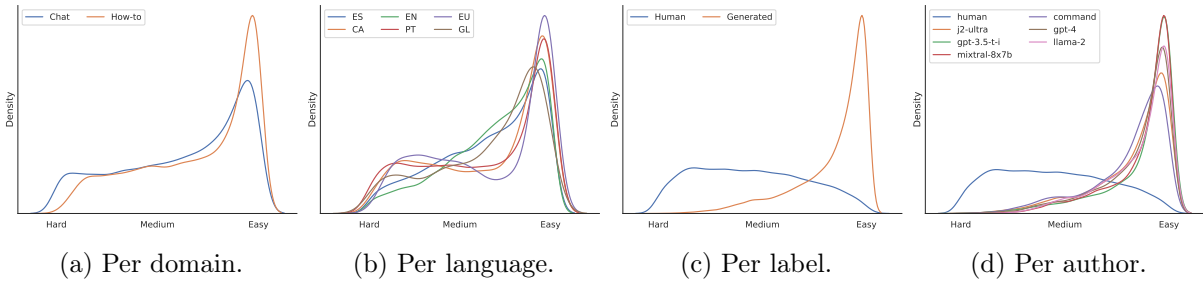 Chat How-to
Density
Hard Medium Easy
(a) Per domain.
ES EN EU
CA PT GL
Density
Hard Medium Easy
(b) Per language.
Human Generated
Density
Hard Medium Easy
(c) Per label.
human command
j2-ultra gpt-4
gpt-3.5-t-i llama-2
mixtral-8x7b
Density
Hard Medium Easy
(d) Per author.